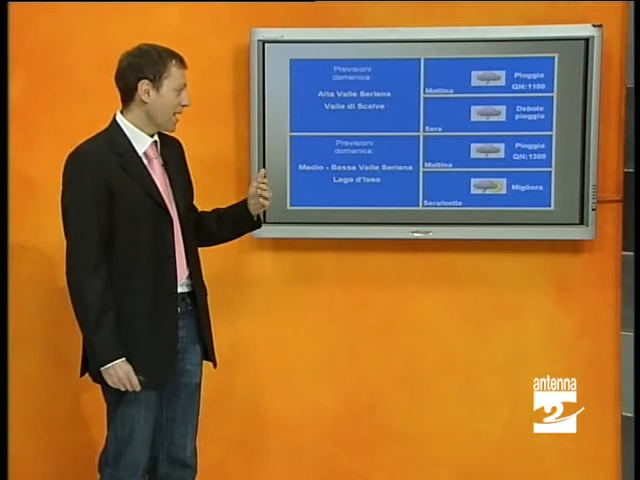 Previsioni
domenica:
Alta Valle Seriana
Valle di Scalve
Mattina
Pioggia
QN:1100
Sera
Debole
pioggia
Previsioni
domenica:
Medio - Bassa Valle Seriana
Lago d'Iseo
Mattina
Pioggia
QN:1300
Sera/notte
Migliora
antenna
2